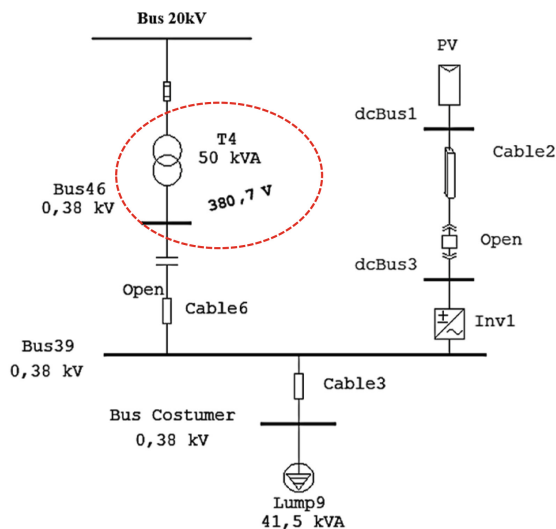 Bus 20kV
PV
dcBus1
T4
50 kVA
Cable2
Bus46
0,38 kV
380,7 V
Open
dcBus3
Open
Cable6
Inv1
Bus39
0,38 kV
Cable3
Bus Costumer
0,38 kV
Lump9
41,5 kVA